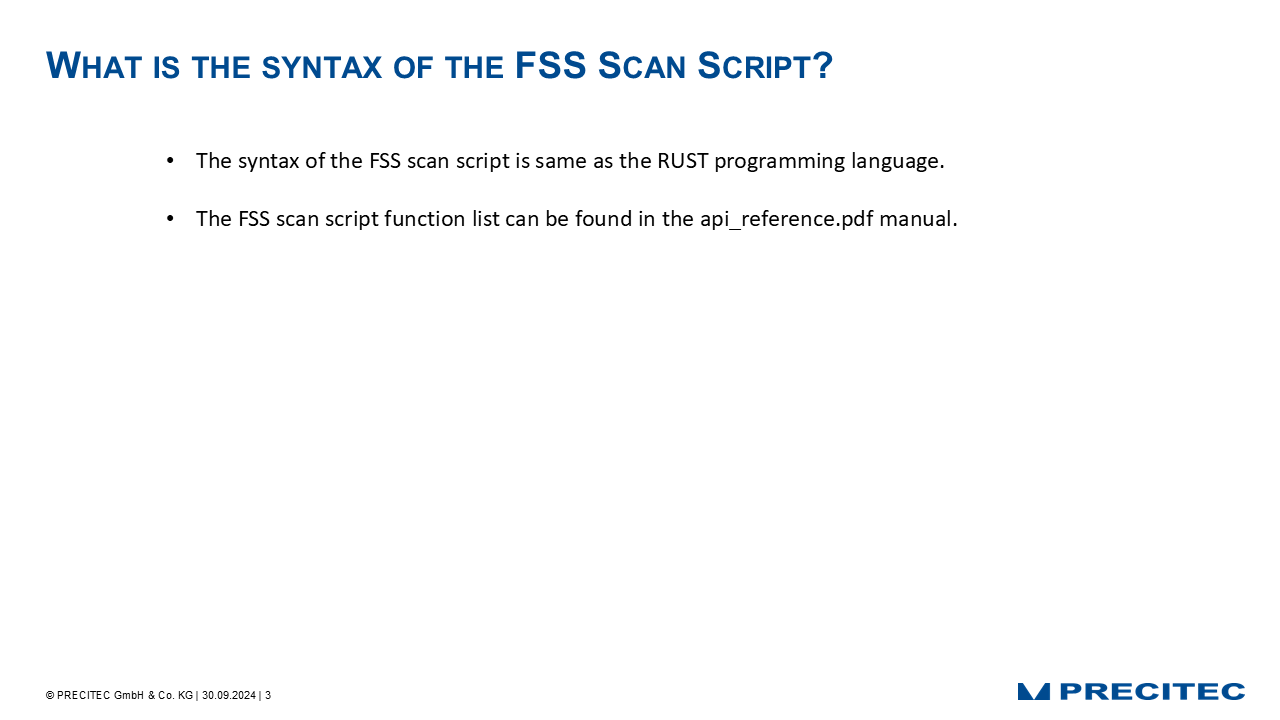 What is the syntax of the FSS Scan Script?
• The syntax of the FSS scan script is same as the RUST programming language.
• The FSS scan script function list can be found in the api_reference.pdf manual.
© PRECITEC GmbH & Co. KG | 30.09.2024 | 3
PRECITEC